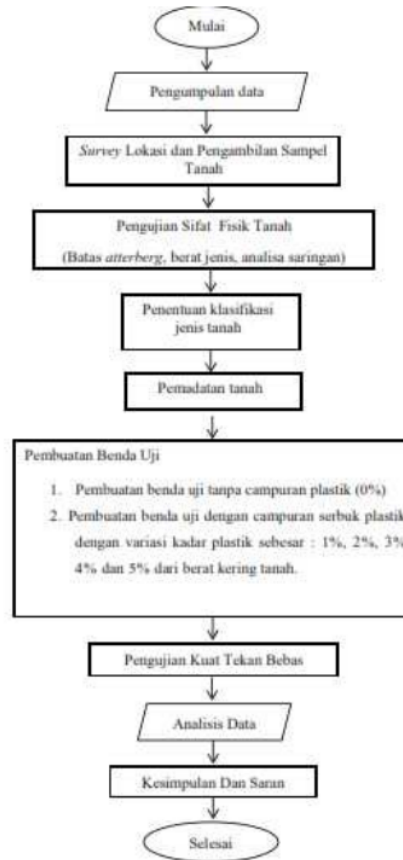 Mulai
Pengumpulan data
Survey Lokasi dan Pengambilan Sampel
Tanah
Pengujian Sifat Fisik Tanah
(Batas atterberg, berat jenis, analisa saringan)
Penentuan klasifikasi
jenis tanah
Pemadatan tanah
Pembuatan Benda Uji
1. Pembuatan benda uji tanpa campuran plastik (0%)
2. Pembuatan benda uji dengan campuran serbuk plastik
dengan variasi kadar plastik sebesar : 1%, 2%, 3%
4% dan 5% dari berat kering tanah.
Pengujian Kuat Tekan Bebas
Analisis Data
Kesimpulan Dan Saran
Selesai